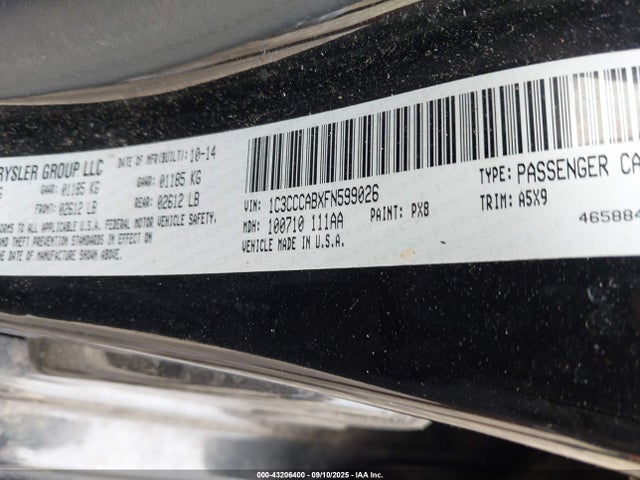 RYSLER GROUP LLC
DATE OF MFR(BUILT): 10-14
GAWR: 01185 KG
GAWR: 01185 KG
FRONT: 02612 LB
REAR: 02612 LB
FORMS TO ALL APPLICABLE U.S.A. FEDERAL MOTOR VEHICLE SAFETY,
AND THEFT PREVENTION STANDARDS IN EFFECT ON
HE DATE OF MANUFACTURE SHOWN ABOVE.
VIN: 1C3CCCABXFN599026
MDH: 100710 111AA
PAINT: PX8
VEHICLE MADE IN U.S.A.
TYPE: PASSENGER CA
TRIM: A5X9
46588
000-43206400 - 09/10/2025 - IAA Inc.